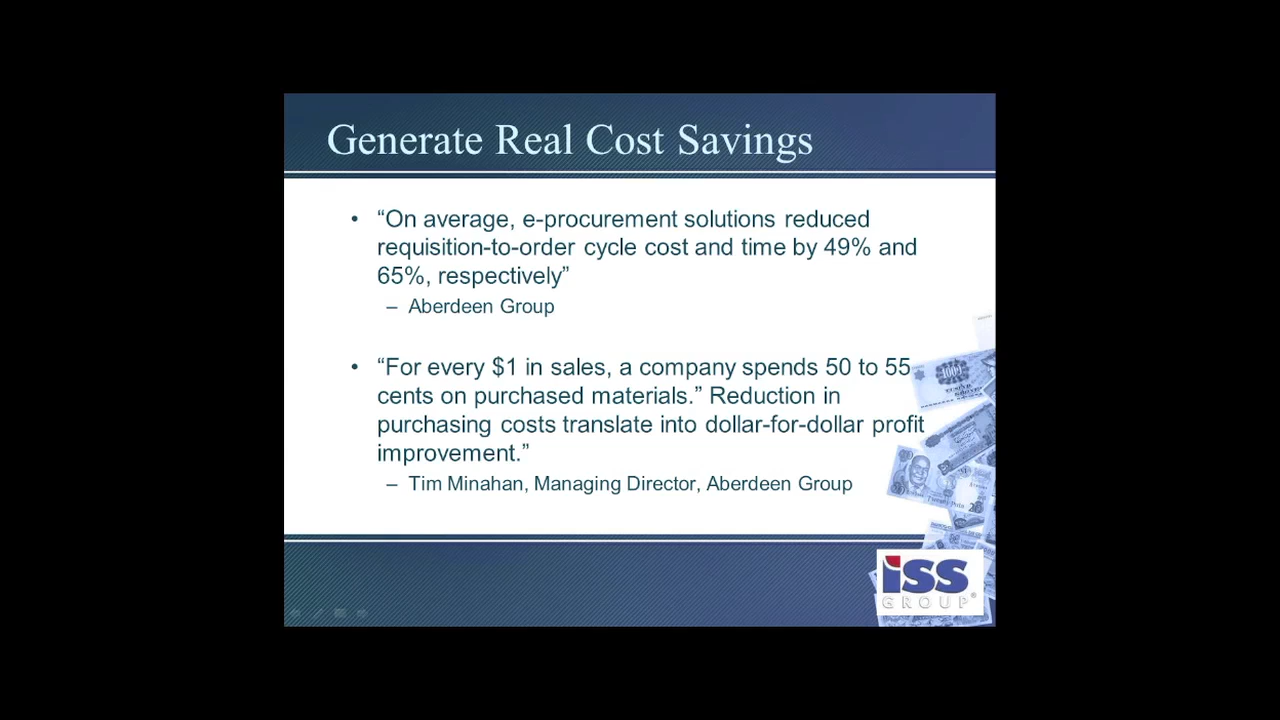 Generate Real Cost Savings
• “On average, e-procurement solutions reduced
requisition-to-order cycle cost and time by 49% and
65%, respectively”
– Aberdeen Group
• “For every $1 in sales, a company spends 50 to 55
cents on purchased materials.” Reduction in
purchasing costs translate into dollar-for-dollar profit
improvement.”
– Tim Minahan, Managing Director, Aberdeen Group
iSS
GROUP®